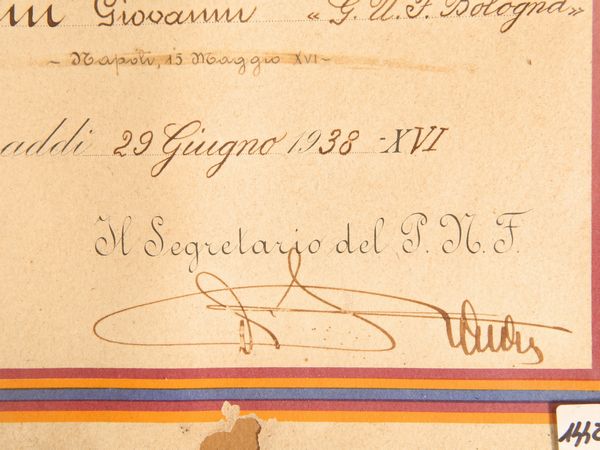 Giovanni « G. U. F. Bologna »
- Napoli, 15 Maggio XVI -
addì 29 Giugno 1938 - XVI
Il Segretario del P. N. F.